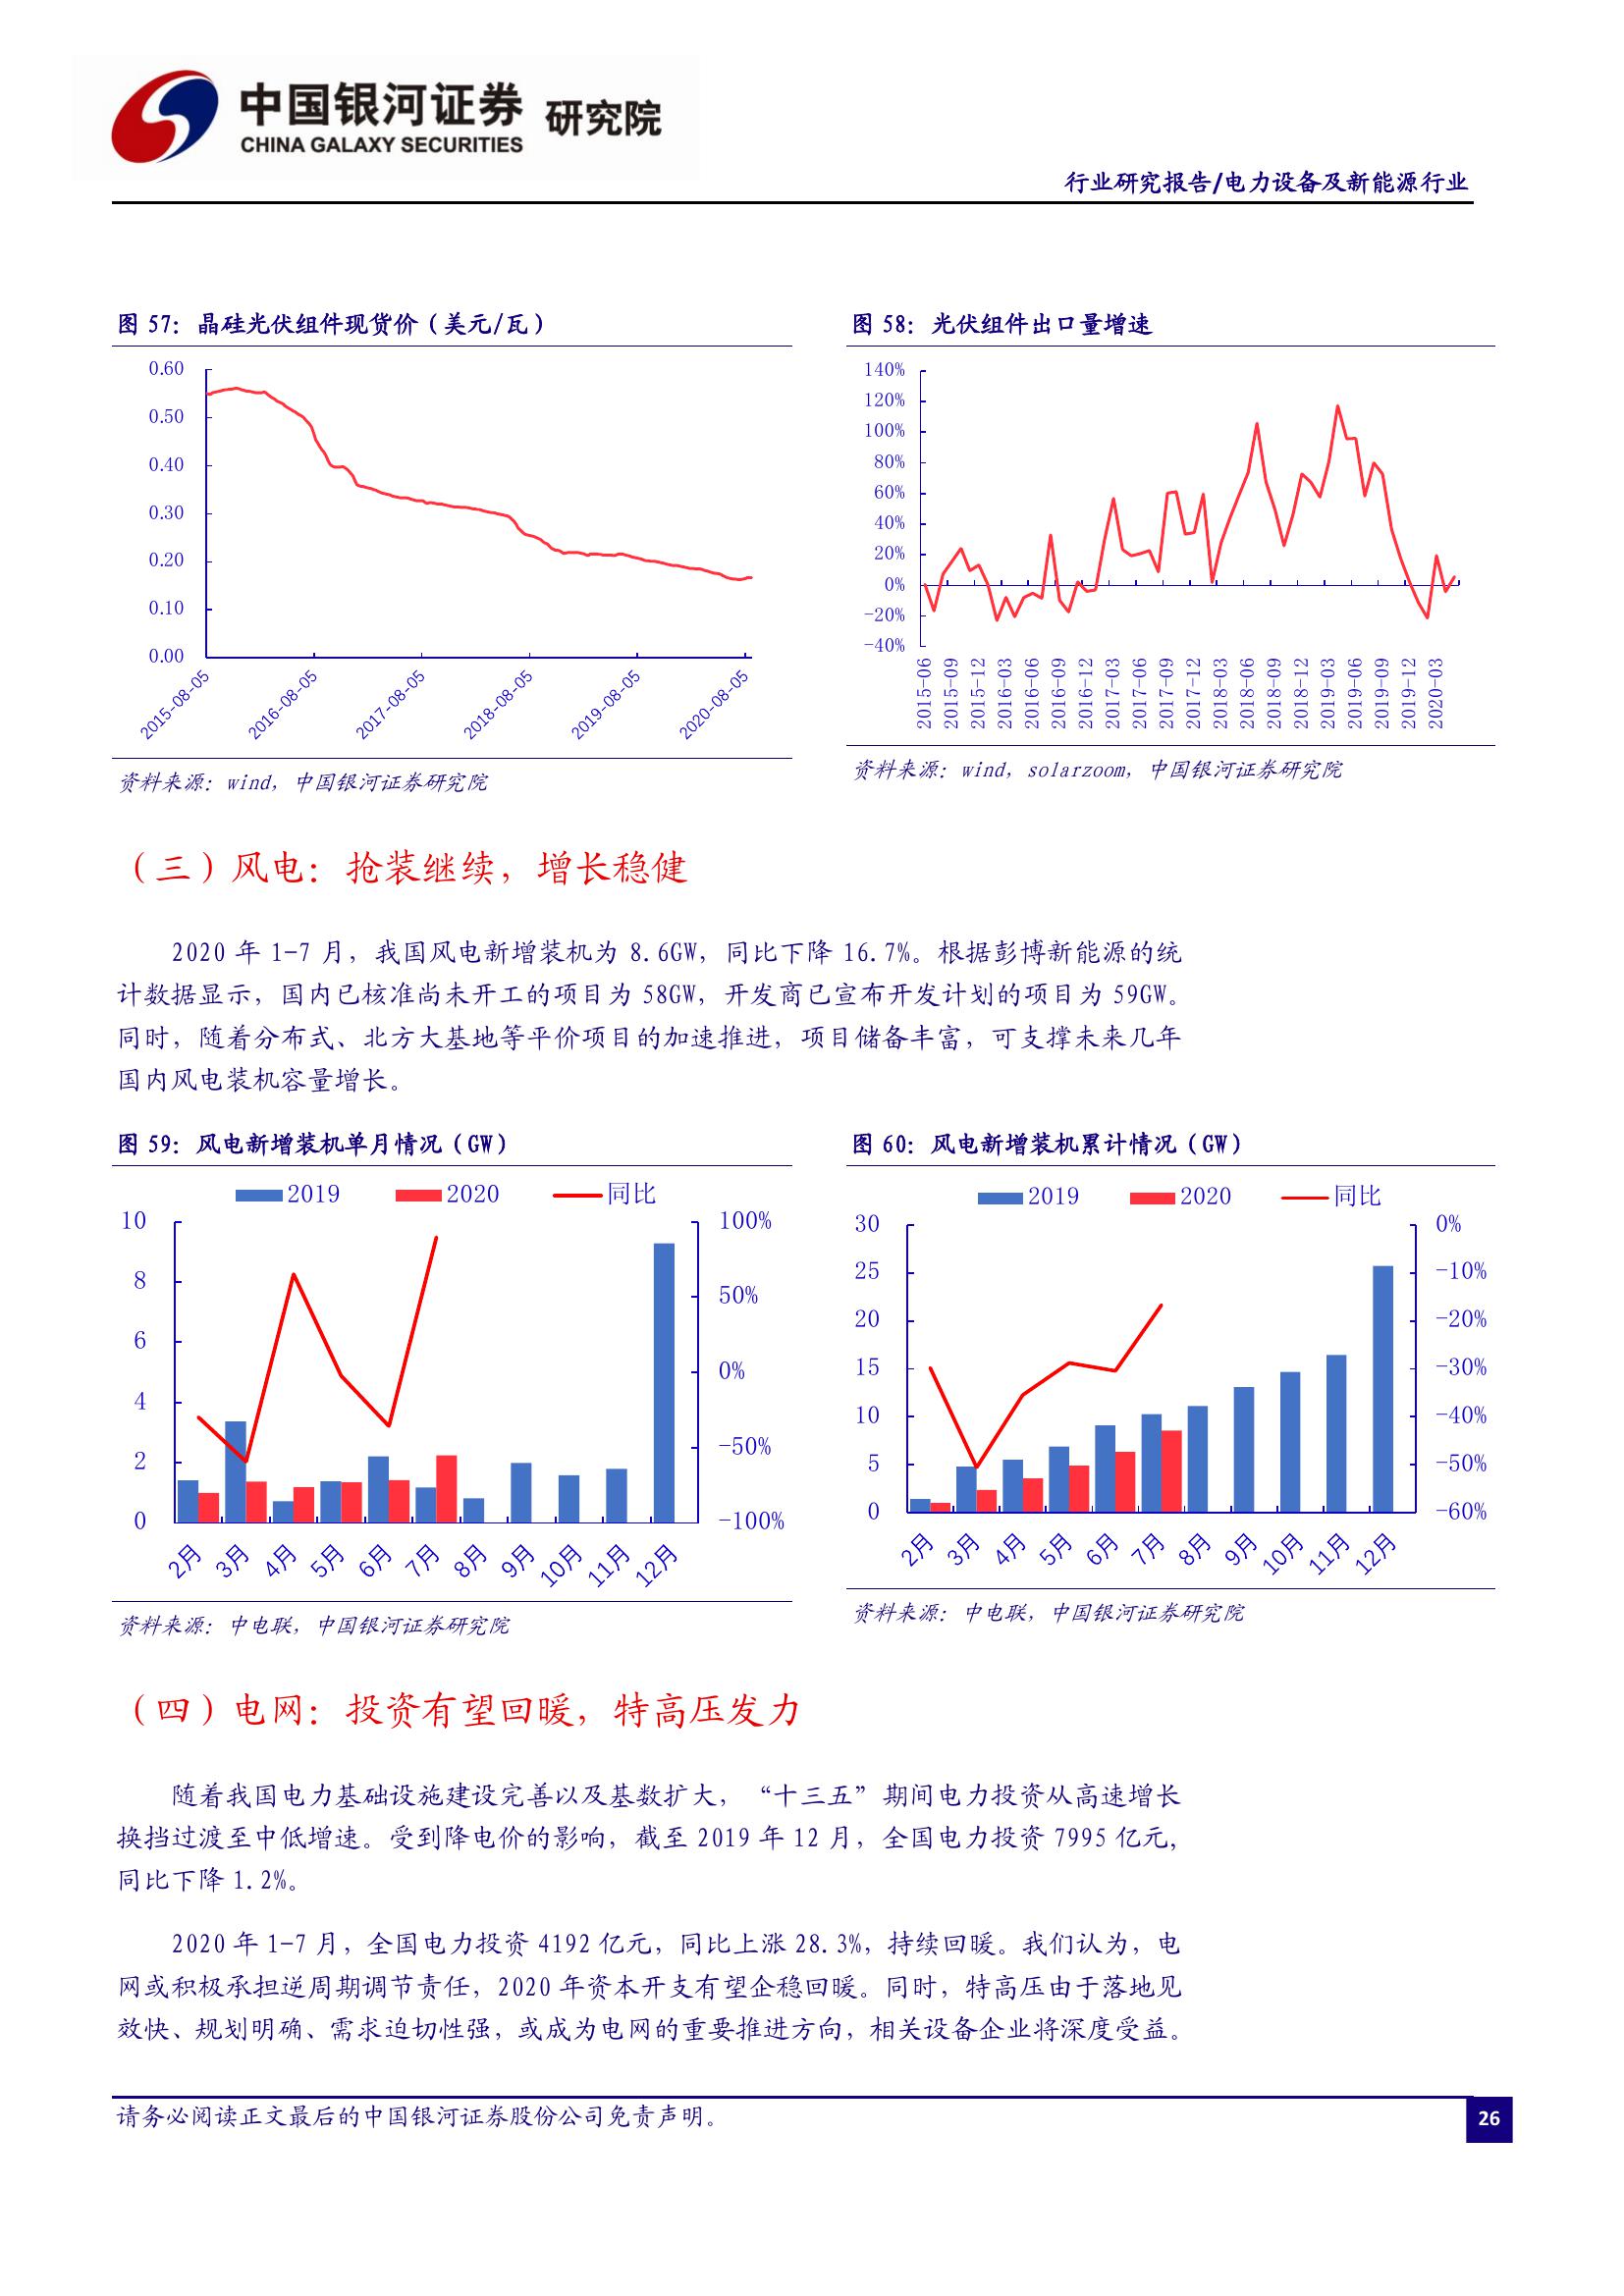 中国银河证券 研究院
CHINA GALAXY SECURITIES
行业研究报告/电力设备及新能源行业
图 57：晶硅光伏组件现货价（美元/瓦）
0.60
0.50
0.40
0.30
0.20
0.10
0.00
2015-08-05
2016-08-05
2017-08-05
2018-08-05
2019-08-05
2020-08-05
资料来源：wind，中国银河证券研究院
图 58：光伏组件出口量增速
140%
120%
100%
80%
60%
40%
20%
0%
-20%
-40%
2015-06
2015-09
2015-12
2016-03
2016-06
2016-09
2016-12
2017-03
2017-06
2017-09
2017-12
2018-03
2018-06
2018-09
2018-12
2019-03
2019-06
2019-09
2019-12
2020-03
资料来源：wind，solarzoom，中国银河证券研究院
（三）风电：抢装继续，增长稳健
2020 年 1-7 月，我国风电新增装机为 8.6GW，同比下降 16.7%。根据彭博新能源的统
计数据显示，国内已核准尚未开工的项目为 58GW，开发商已宣布开发计划的项目为 59GW。
同时，随着分布式、北方大基地等平价项目的加速推进，项目储备丰富，可支撑未来几年
国内风电装机容量增长。
图 59：风电新增装机单月情况（GW）
2019 2020 同比
10
8
6
4
2
0
100%
50%
0%
-50%
-100%
2月 3月 4月 5月 6月 7月 8月 9月 10月 11月 12月
资料来源：中电联，中国银河证券研究院
图 60：风电新增装机累计情况（GW）
2019 2020 同比
30
25
20
15
10
5
0
0%
-10%
-20%
-30%
-40%
-50%
-60%
2月 3月 4月 5月 6月 7月 8月 9月 10月 11月 12月
资料来源：中电联，中国银河证券研究院
（四）电网：投资有望回暖，特高压发力
随着我国电力基础设施建设完善以及基数扩大，“十三五”期间电力投资从高速增长
换挡过渡至中低增速。受到降电价的影响，截至 2019 年 12 月，全国电力投资 7995 亿元，
同比下降 1.2%。
2020 年 1-7 月，全国电力投资 4192 亿元，同比上涨 28.3%，持续回暖。我们认为，电
网或积极承担逆周期调节责任，2020 年资本开支有望企稳回暖。同时，特高压由于落地见
效快、规划明确、需求迫切性强，或成为电网的重要推进方向，相关设备企业将深度受益。
请务必阅读正文最后的中国银河证券股份公司免责声明。
26